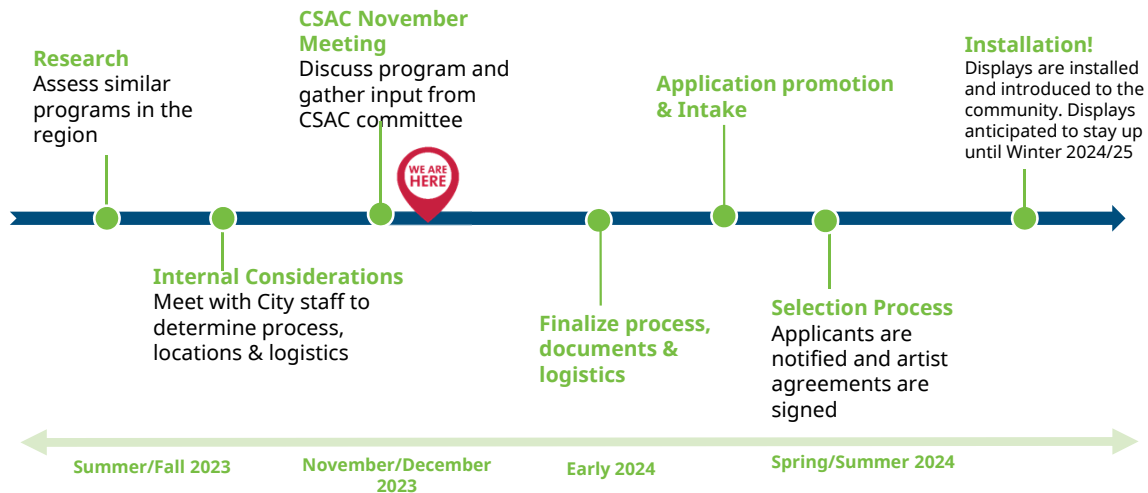 Research
Assess similar
programs in the
region
CSAC November
Meeting
Discuss program and
gather input from
CSAC committee
WE ARE
HERE
Application promotion
& Intake
Installation!
Displays are installed
and introduced to the
community. Displays
anticipated to stay up
until Winter 2024/25
Internal Considerations
Meet with City staff to
determine process,
locations & logistics
Finalize process,
documents &
logistics
Selection Process
Applicants are
notified and artist
agreements are
signed
Summer/Fall 2023
November/December
2023
Early 2024
Spring/Summer 2024